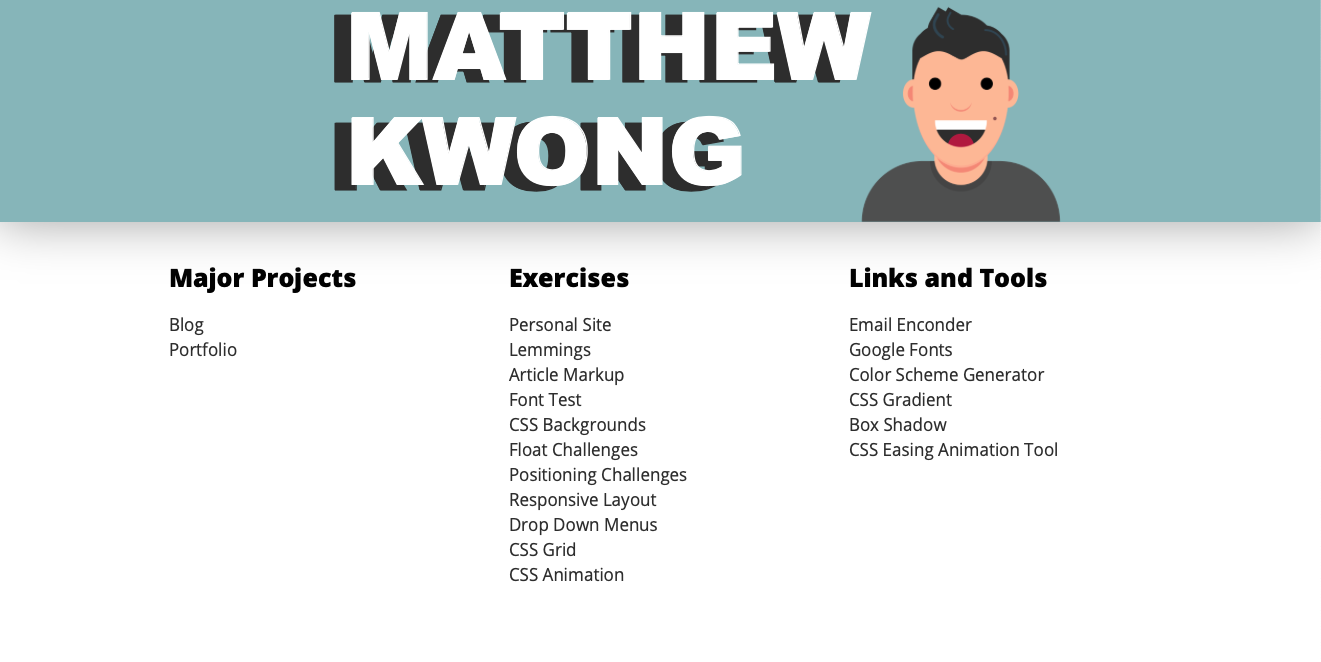 MATTHEW
KWONG
Major Projects
Blog
Portfolio
Exercises
Personal Site
Lemmings
Article Markup
Font Test
CSS Backgrounds
Float Challenges
Positioning Challenges
Responsive Layout
Drop Down Menus
CSS Grid
CSS Animation
Links and Tools
Email Enconder
Google Fonts
Color Scheme Generator
CSS Gradient
Box Shadow
CSS Easing Animation Tool